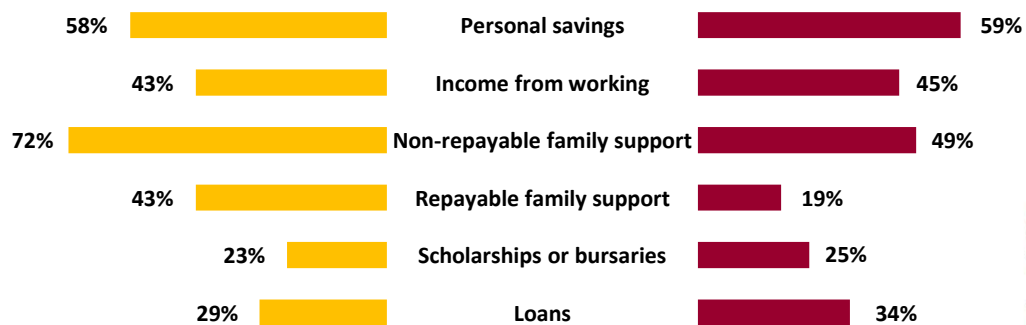 58% Personal savings 59%
43% Income from working 45%
72% Non-repayable family support 49%
43% Repayable family support 19%
23% Scholarships or bursaries 25%
29% Loans 34%